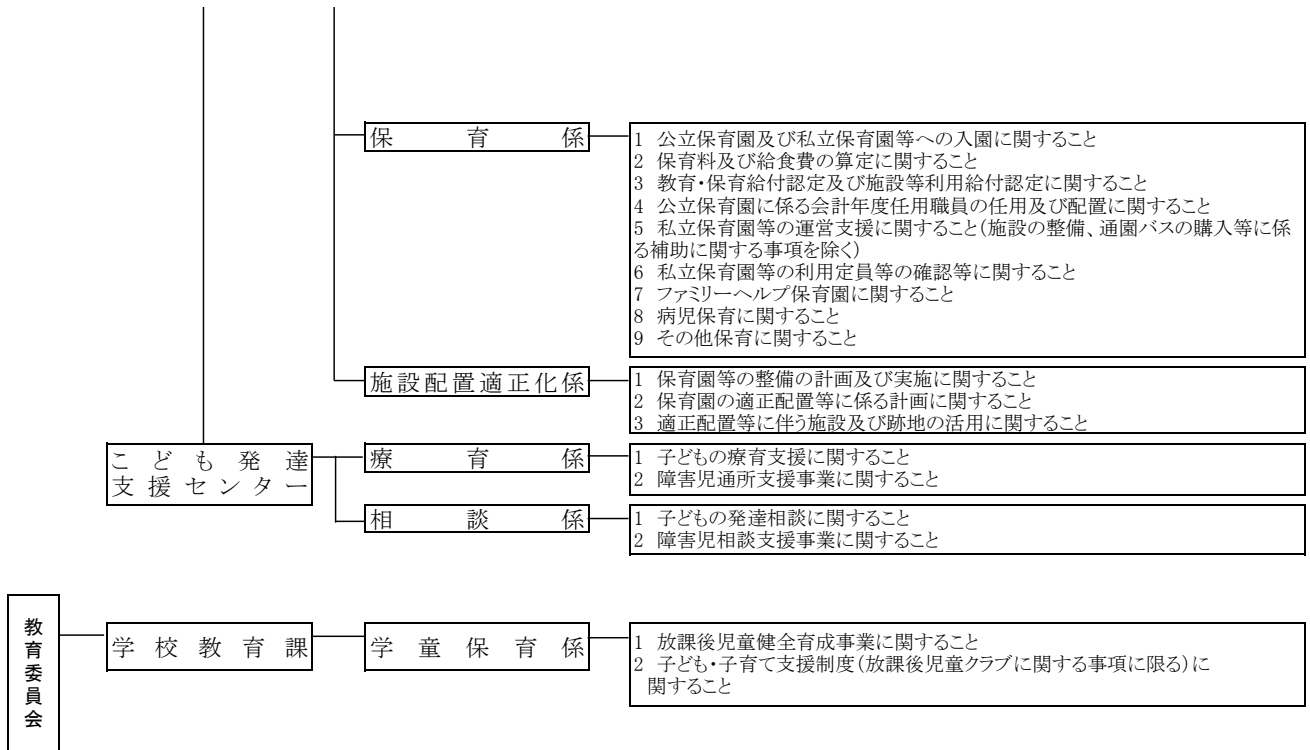 保育係
1 公立保育園及び私立保育園等への入園に関すること
2 保育料及び給食費の算定に関すること
3 教育・保育給付認定及び施設等利用給付認定に関すること
4 公立保育園に係る会計年度任用職員の任用及び配置に関すること
5 私立保育園等の運営支援に関すること(施設の整備、通園バスの購入等に係
る補助に関する事項を除く)
6 私立保育園等の利用定員等の確認等に関すること
7 ファミリーヘルプ保育園に関すること
8 病児保育に関すること
9 その他保育に関すること
施設配置適正化係
1 保育園等の整備の計画及び実施に関すること
2 保育園の適正配置等に係る計画に関すること
3 適正配置等に伴う施設及び跡地の活用に関すること
こども発達
支援センター
療育係
1 子どもの療育支援に関すること
2 障害児通所支援事業に関すること
相談係
1 子どもの発達相談に関すること
2 障害児相談支援事業に関すること
教育委員会
学校教育課
学童保育係
1 放課後児童健全育成事業に関すること
2 子ども・子育て支援制度(放課後児童クラブに関する事項に限る)に
関すること